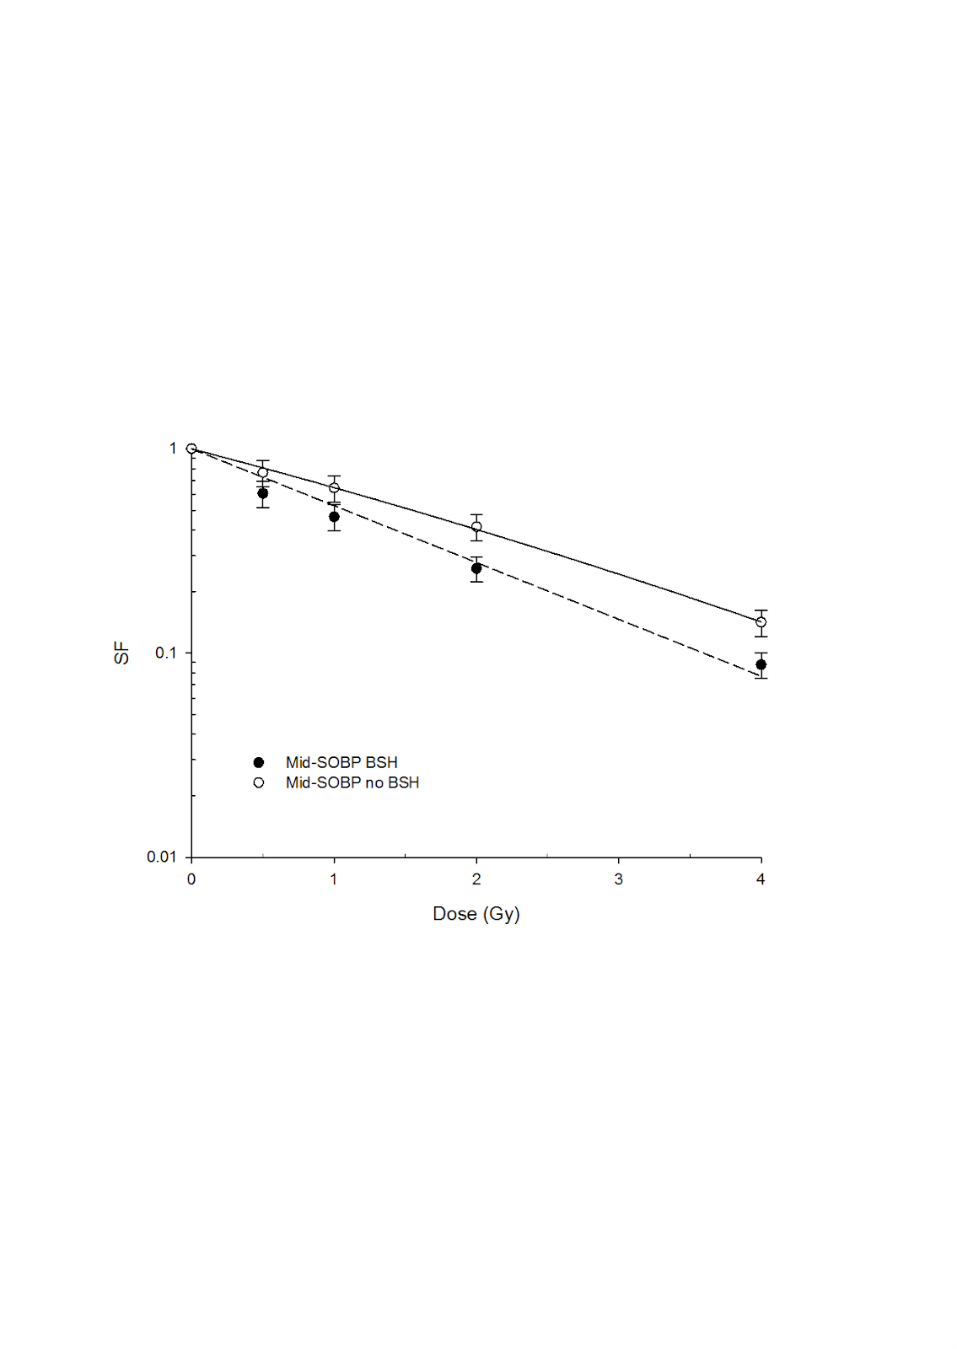 1
0.1
0.01
SF
Mid-SOBP BSH
Mid-SOBP no BSH
0 1 2 3 4
Dose (Gy)